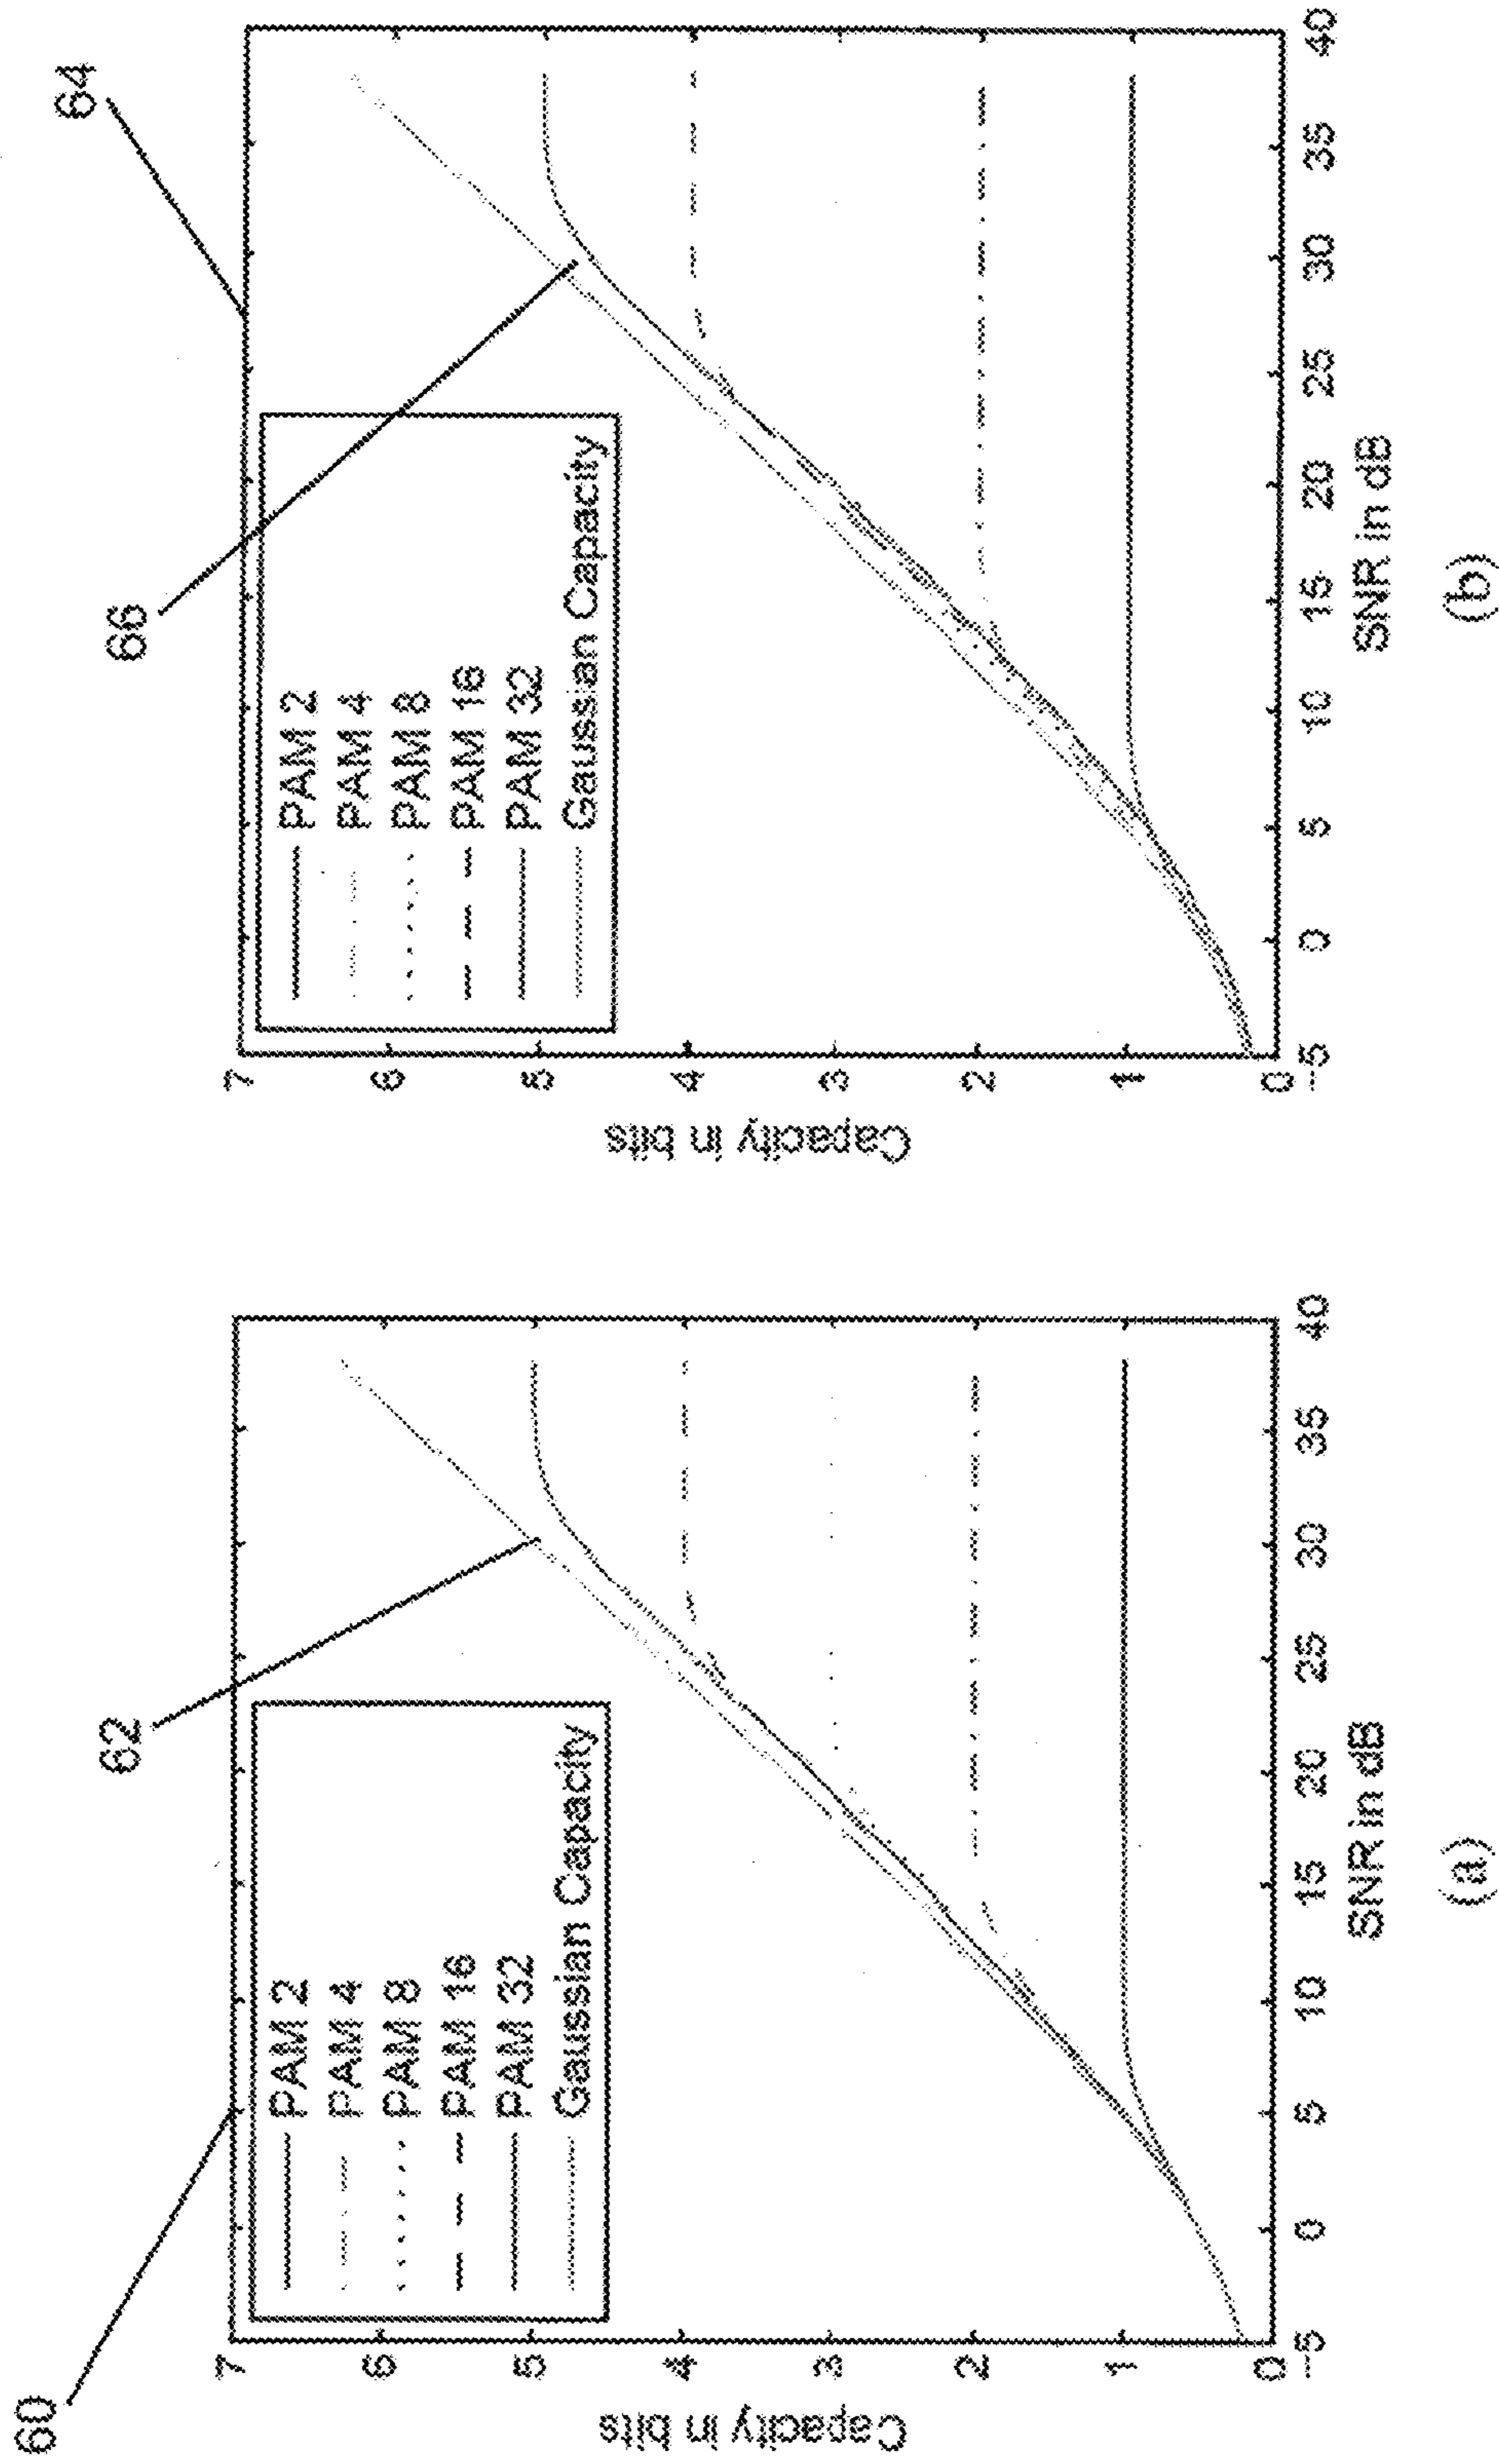 60
62
7
6
5
4
3
2
1
0
Capacity in bits
PAM 2
PAM 4
PAM 8
PAM 16
PAM 32
Gaussian Capacity
-5
0
5
10
15
20
25
30
35
40
SNR in dB
(a)
64
66
7
6
5
4
3
2
1
0
Capacity in bits
PAM 2
PAM 4
PAM 8
PAM 16
PAM 32
Gaussian Capacity
-5
0
5
10
15
20
25
30
35
40
SNR in dB
(b)